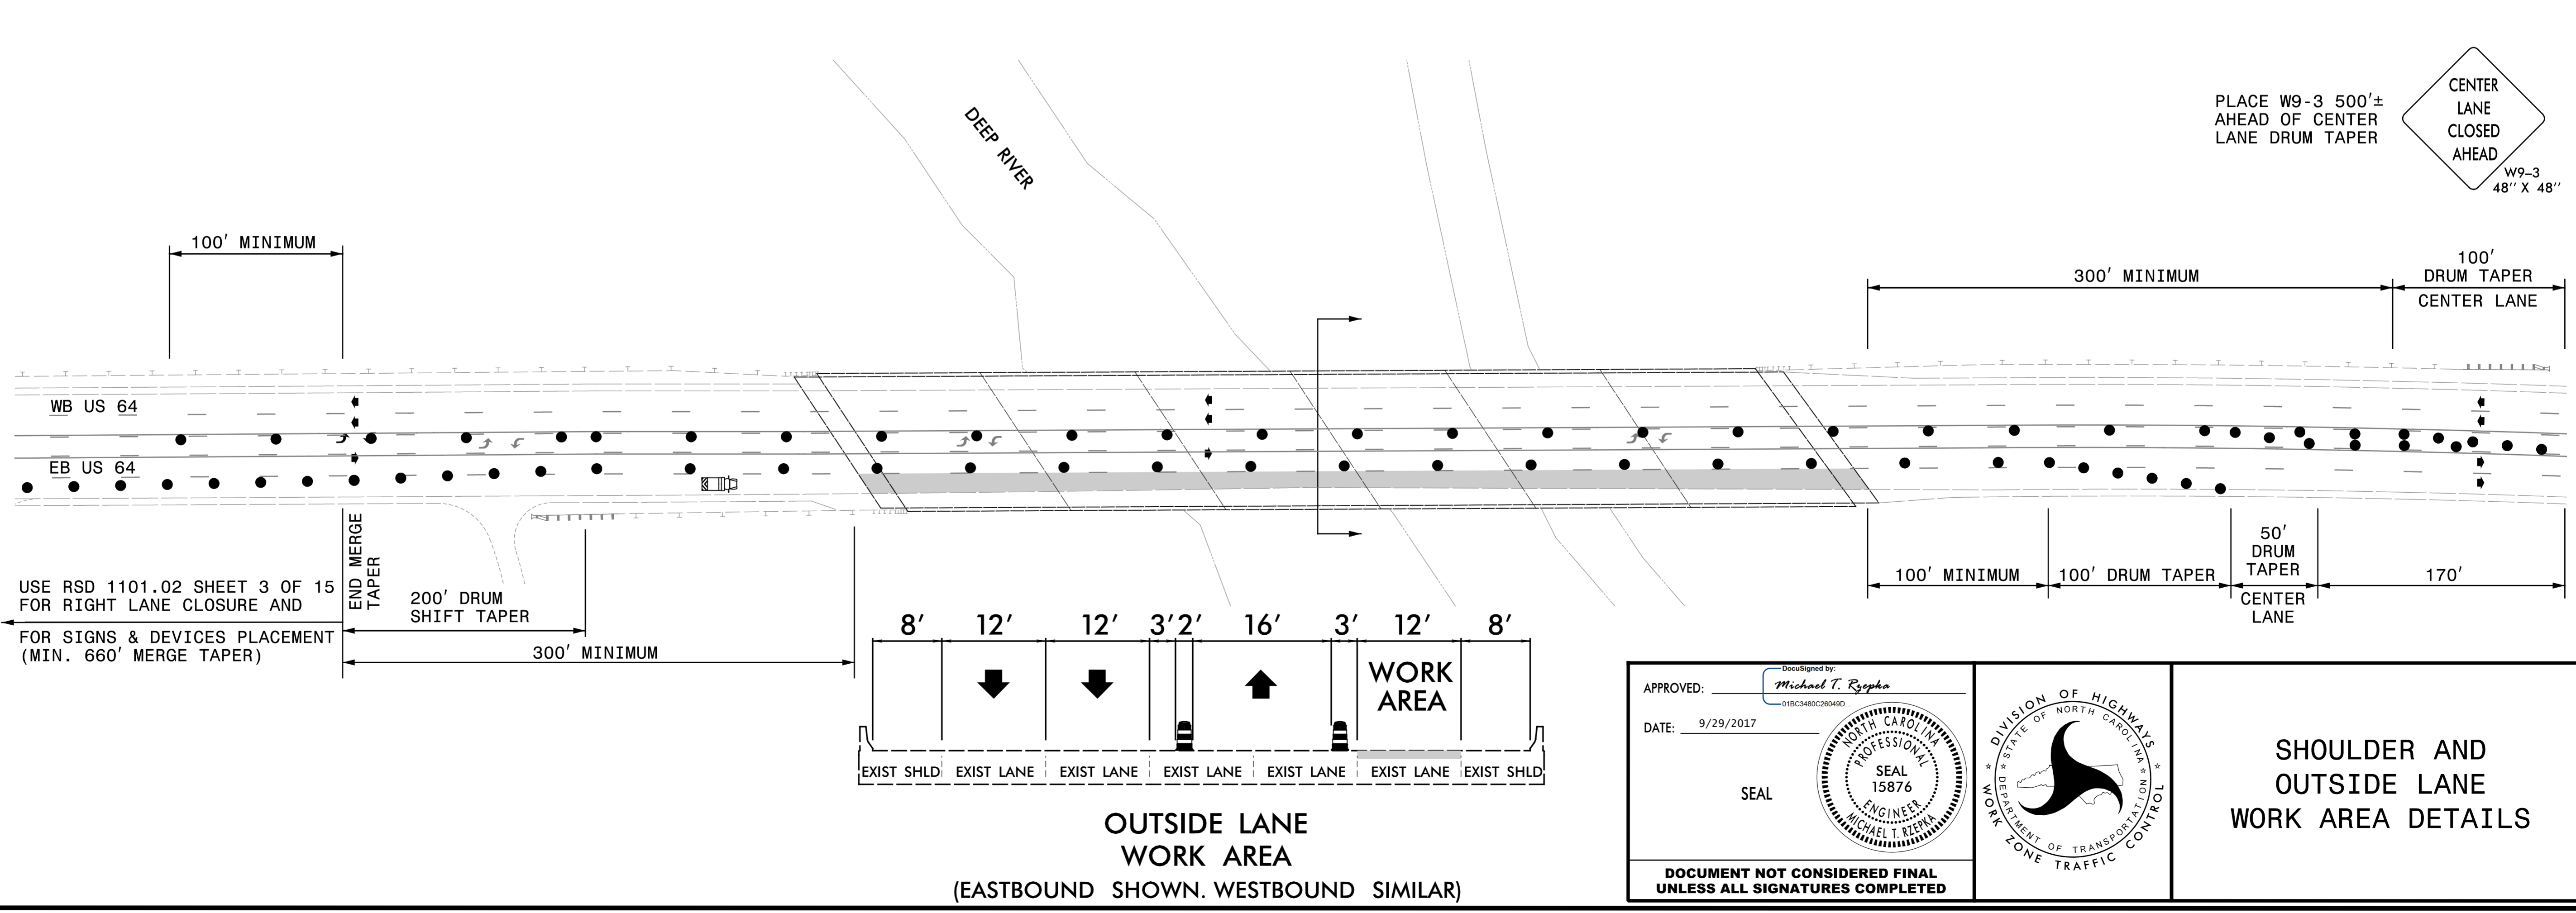 CENTER
LANE
CLOSED
AHEAD
W9-3
48'' X 48''
PLACE W9-3 500'±
AHEAD OF CENTER
LANE DRUM TAPER
DEEP RIVER
100' MINIMUM
300' MINIMUM
100'
DRUM TAPER
CENTER LANE
WB US 64
EB US 64
END MERGE
TAPER
USE RSD 1101.02 SHEET 3 OF 15
FOR RIGHT LANE CLOSURE AND
FOR SIGNS & DEVICES PLACEMENT
(MIN. 660' MERGE TAPER)
200' DRUM
SHIFT TAPER
300' MINIMUM
100' MINIMUM
100' DRUM TAPER
50'
DRUM
TAPER
CENTER
LANE
170'
8' 12' 12' 3' 2' 16' 3' 12' 8'
WORK
AREA
EXIST SHLD EXIST LANE EXIST LANE EXIST LANE EXIST LANE EXIST LANE EXIST SHLD
OUTSIDE LANE
WORK AREA
(EASTBOUND SHOWN. WESTBOUND SIMILAR)
APPROVED:
DocuSigned by:
Michael T. Rzepka
01BC3480C26049D...
DATE: 9/29/2017
SEAL
NORTH CAROLINA
PROFESSIONAL
SEAL
15876
ENGINEER
MICHAEL T. RZEPKA
DOCUMENT NOT CONSIDERED FINAL
UNLESS ALL SIGNATURES COMPLETED
DIVISION OF HIGHWAYS
STATE OF NORTH CAROLINA
DEPARTMENT OF TRANSPORTATION
WORK ZONE TRAFFIC CONTROL
SHOULDER AND
OUTSIDE LANE
WORK AREA DETAILS